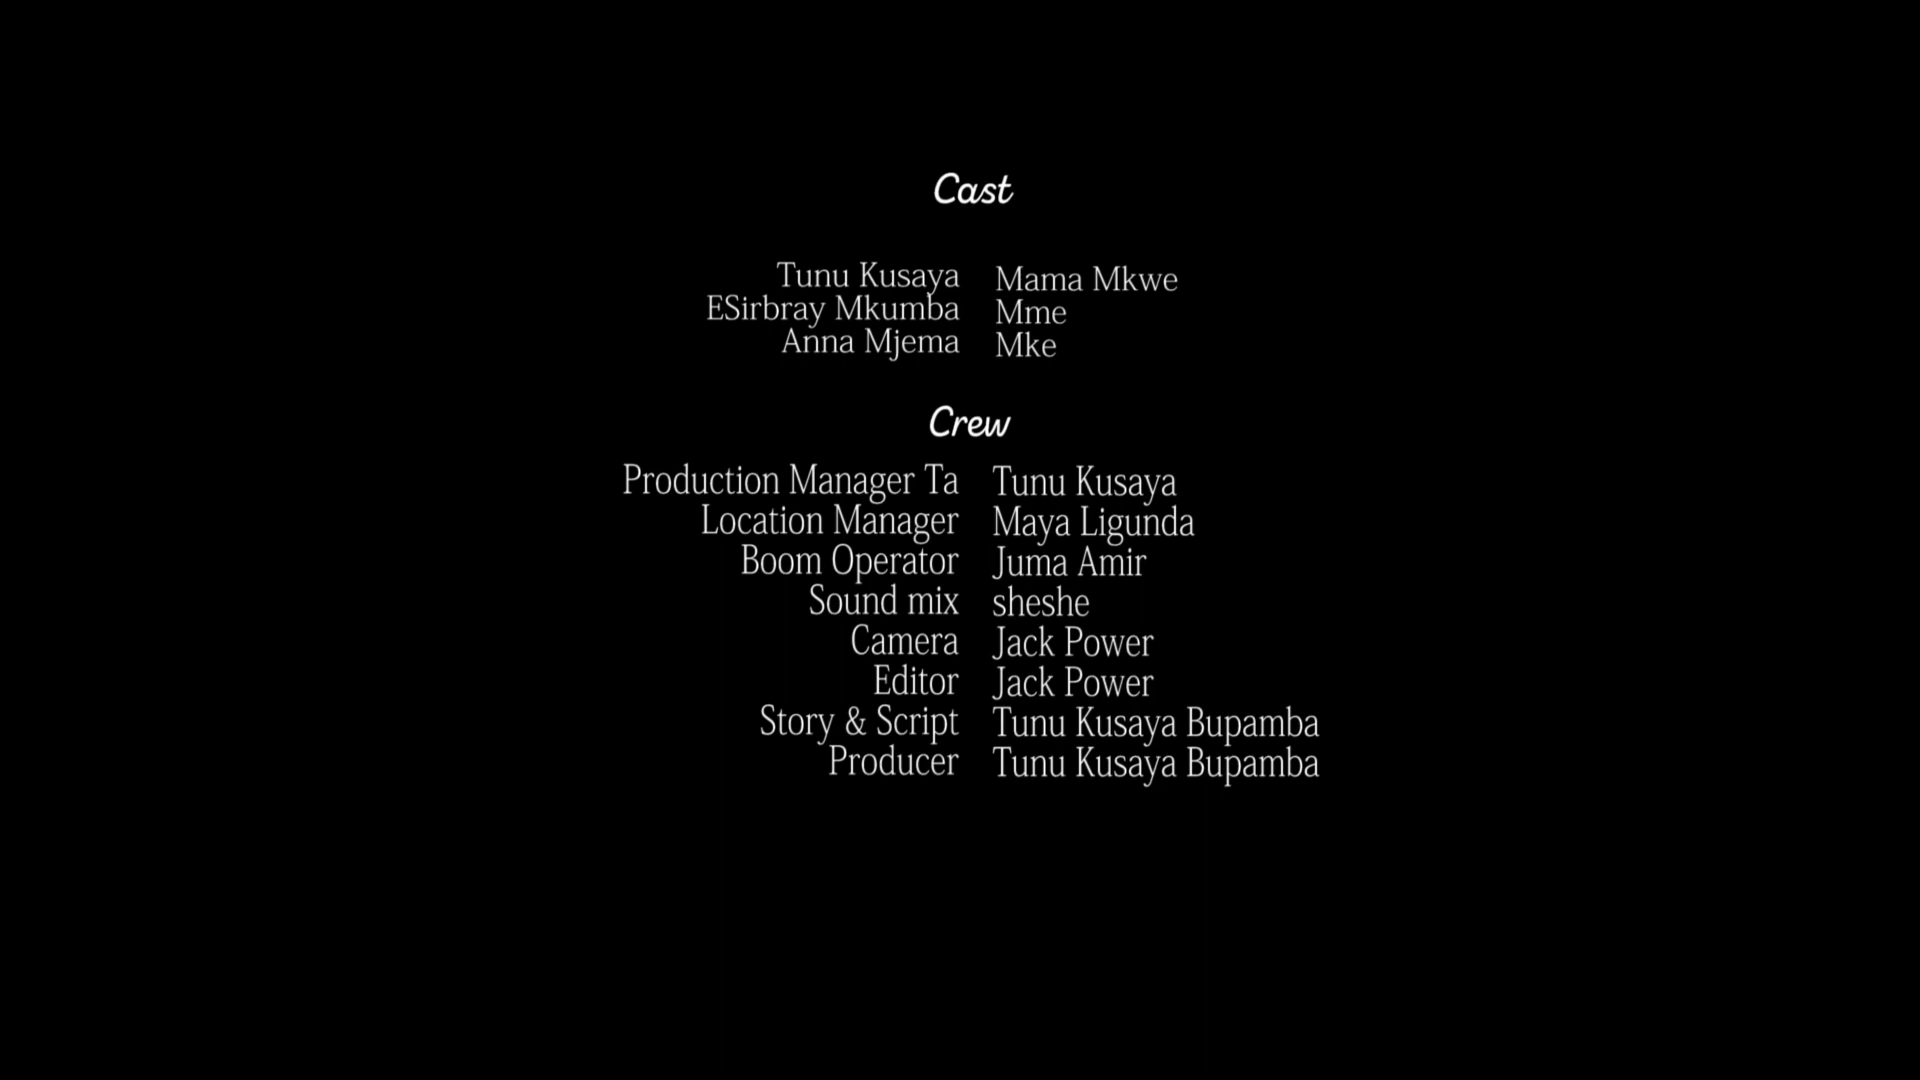 Cast
Tunu Kusaya Mama Mkwe
ESirbray Mkumba Mme
Anna Mjema Mke
Crew
Production Manager Ta Tunu Kusaya
Location Manager Maya Ligunda
Boom Operator Juma Amir
Sound mix sheshe
Camera Jack Power
Editor Jack Power
Story & Script Tunu Kusaya Bupamba
Producer Tunu Kusaya Bupamba